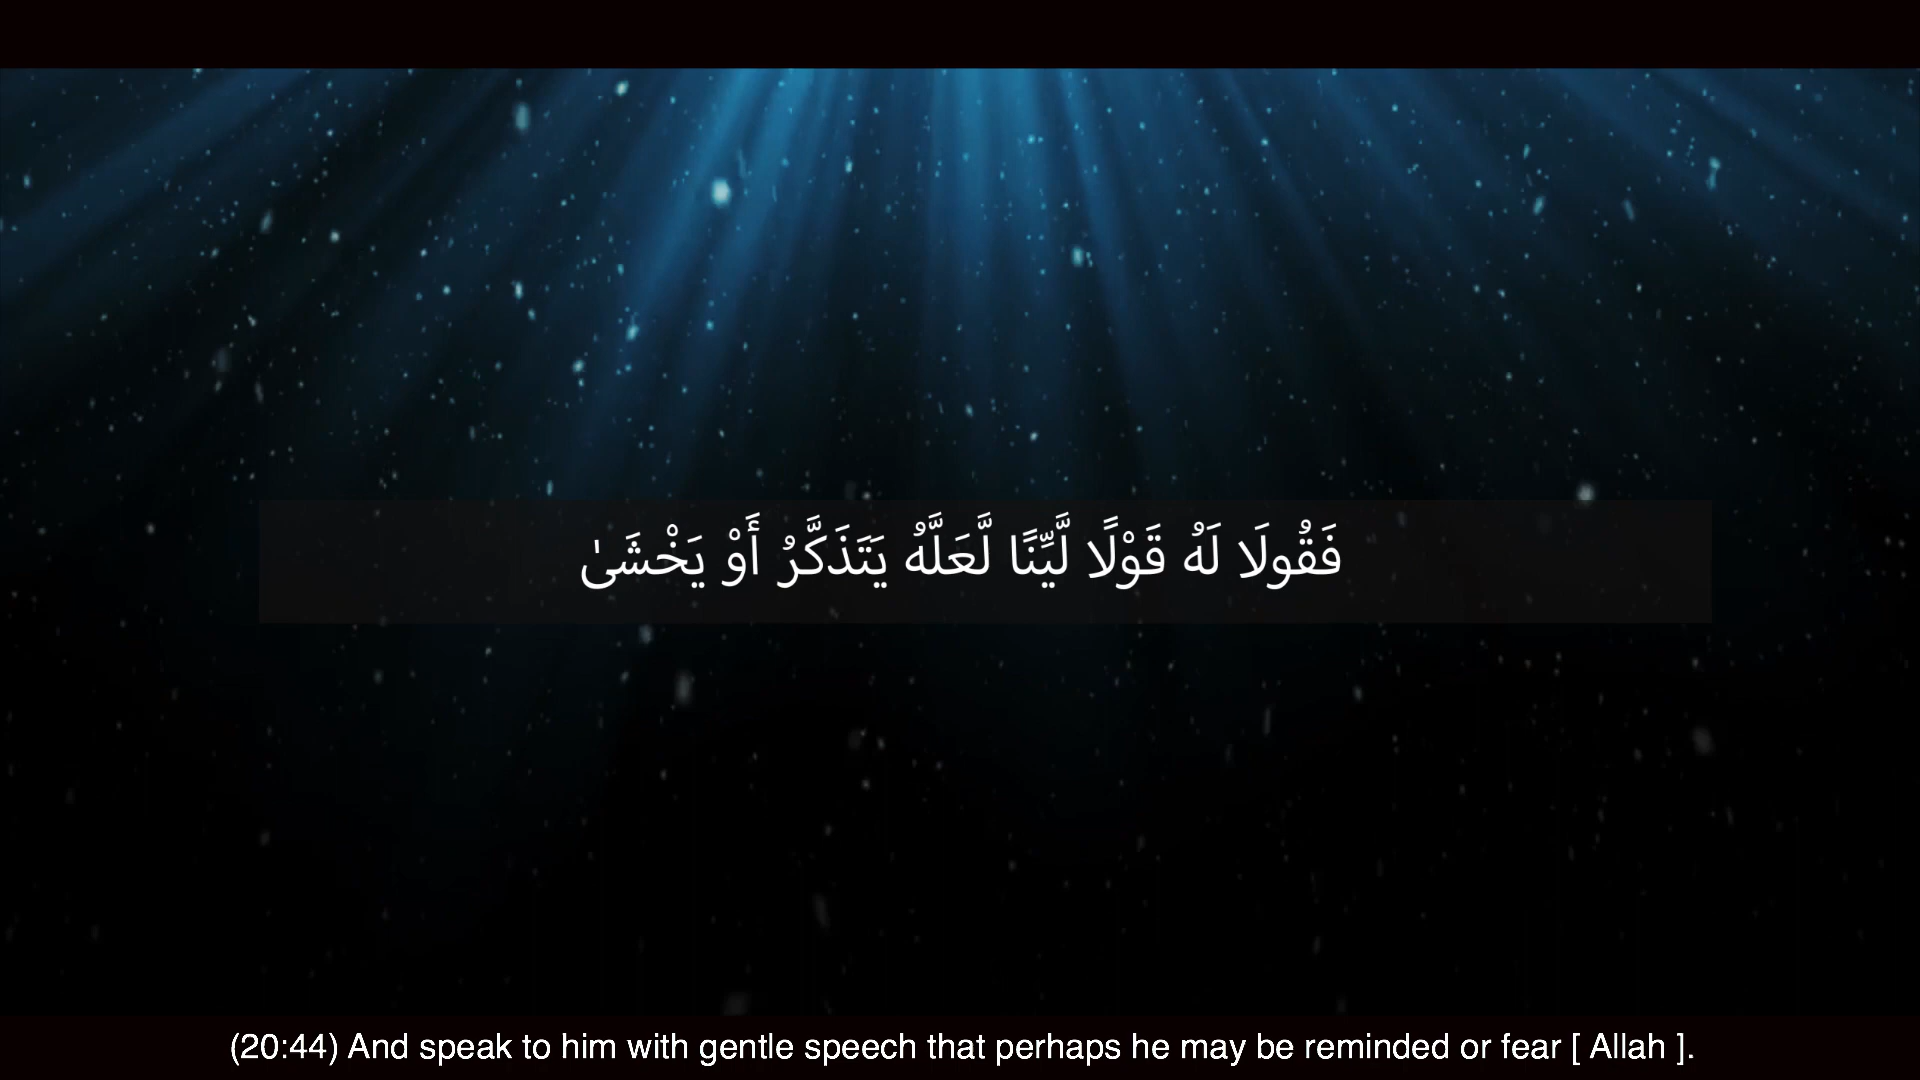 فَقُولَا لَهُ قَوْلًا لَّيِّنًا لَّعَلَّهُ يَتَذَكَّرُ أَوْ يَخْشَىٰ
(20:44) And speak to him with gentle speech that perhaps he may be reminded or fear [ Allah ].